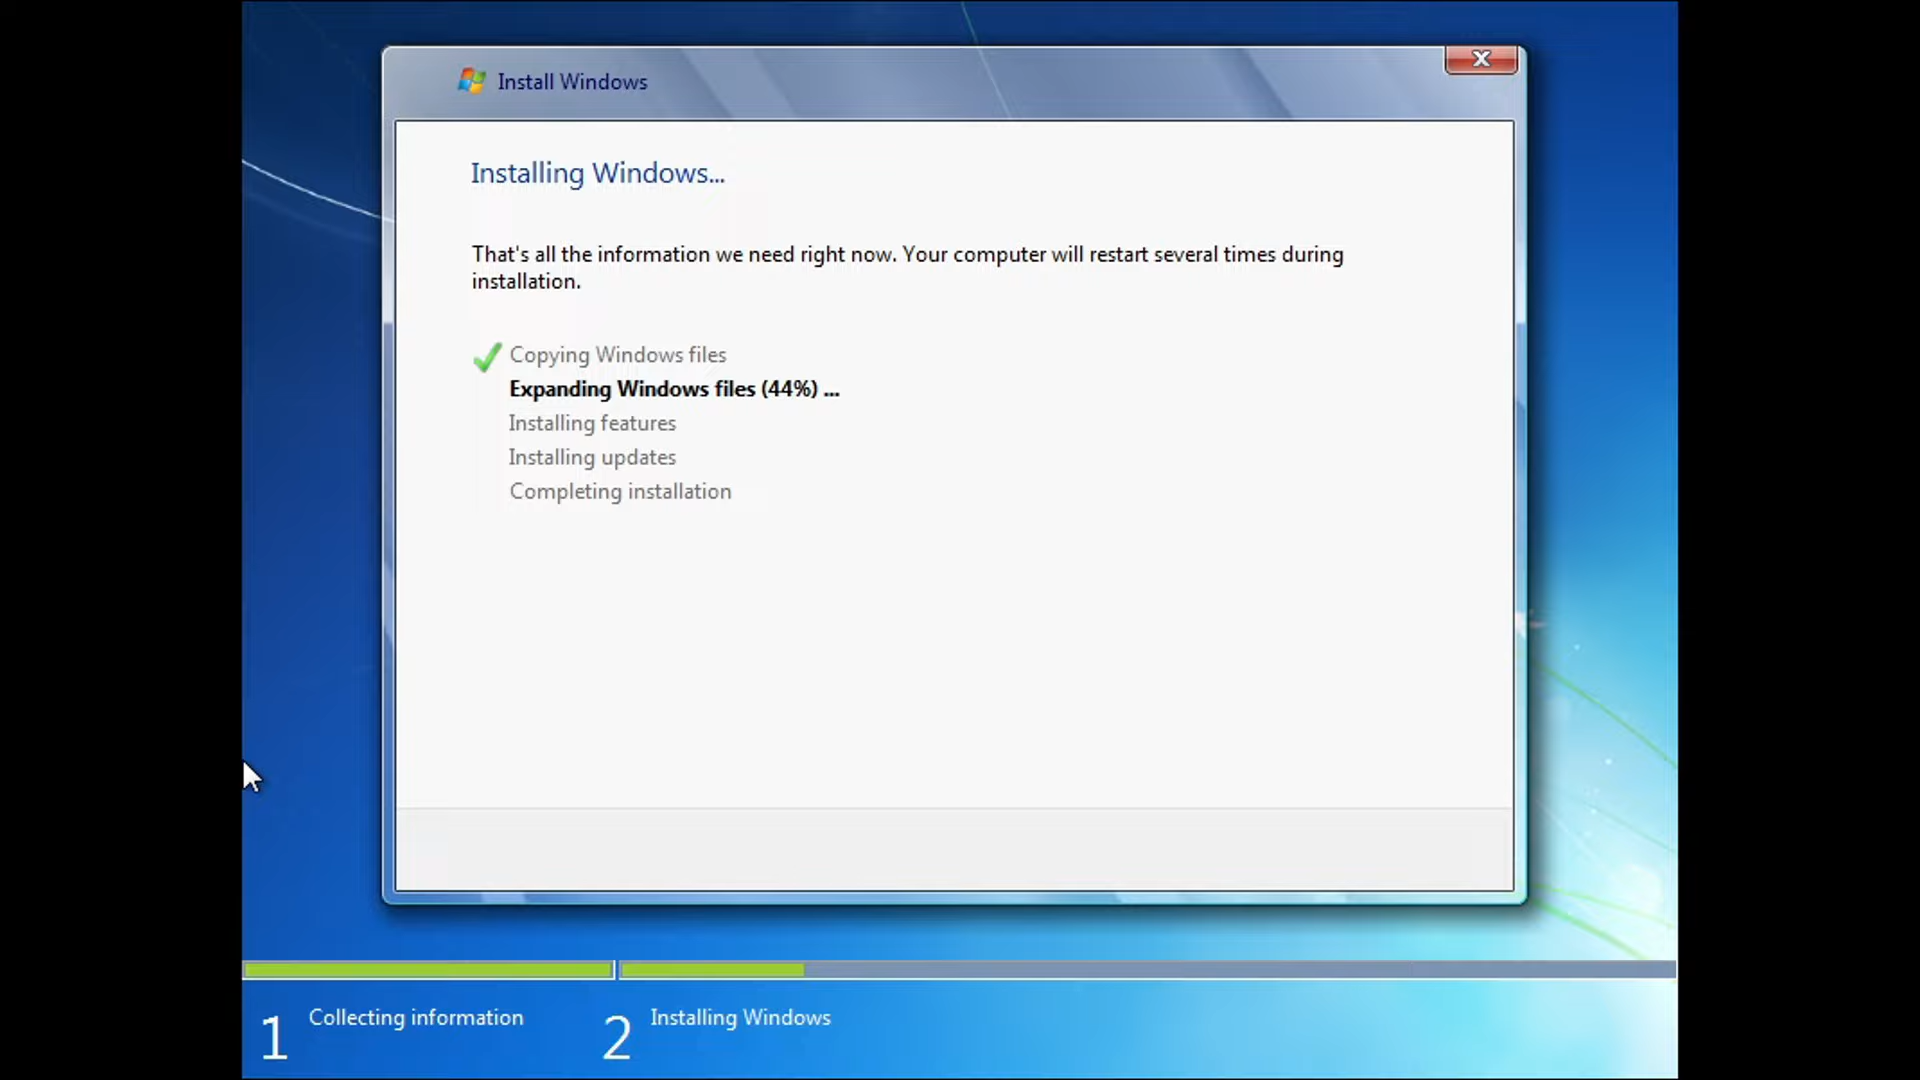 Install Windows
Installing Windows...
That's all the information we need right now. Your computer will restart several times during
installation.
Copying Windows files
Expanding Windows files (44%) ...
Installing features
Installing updates
Completing installation
1 Collecting information
2 Installing Windows